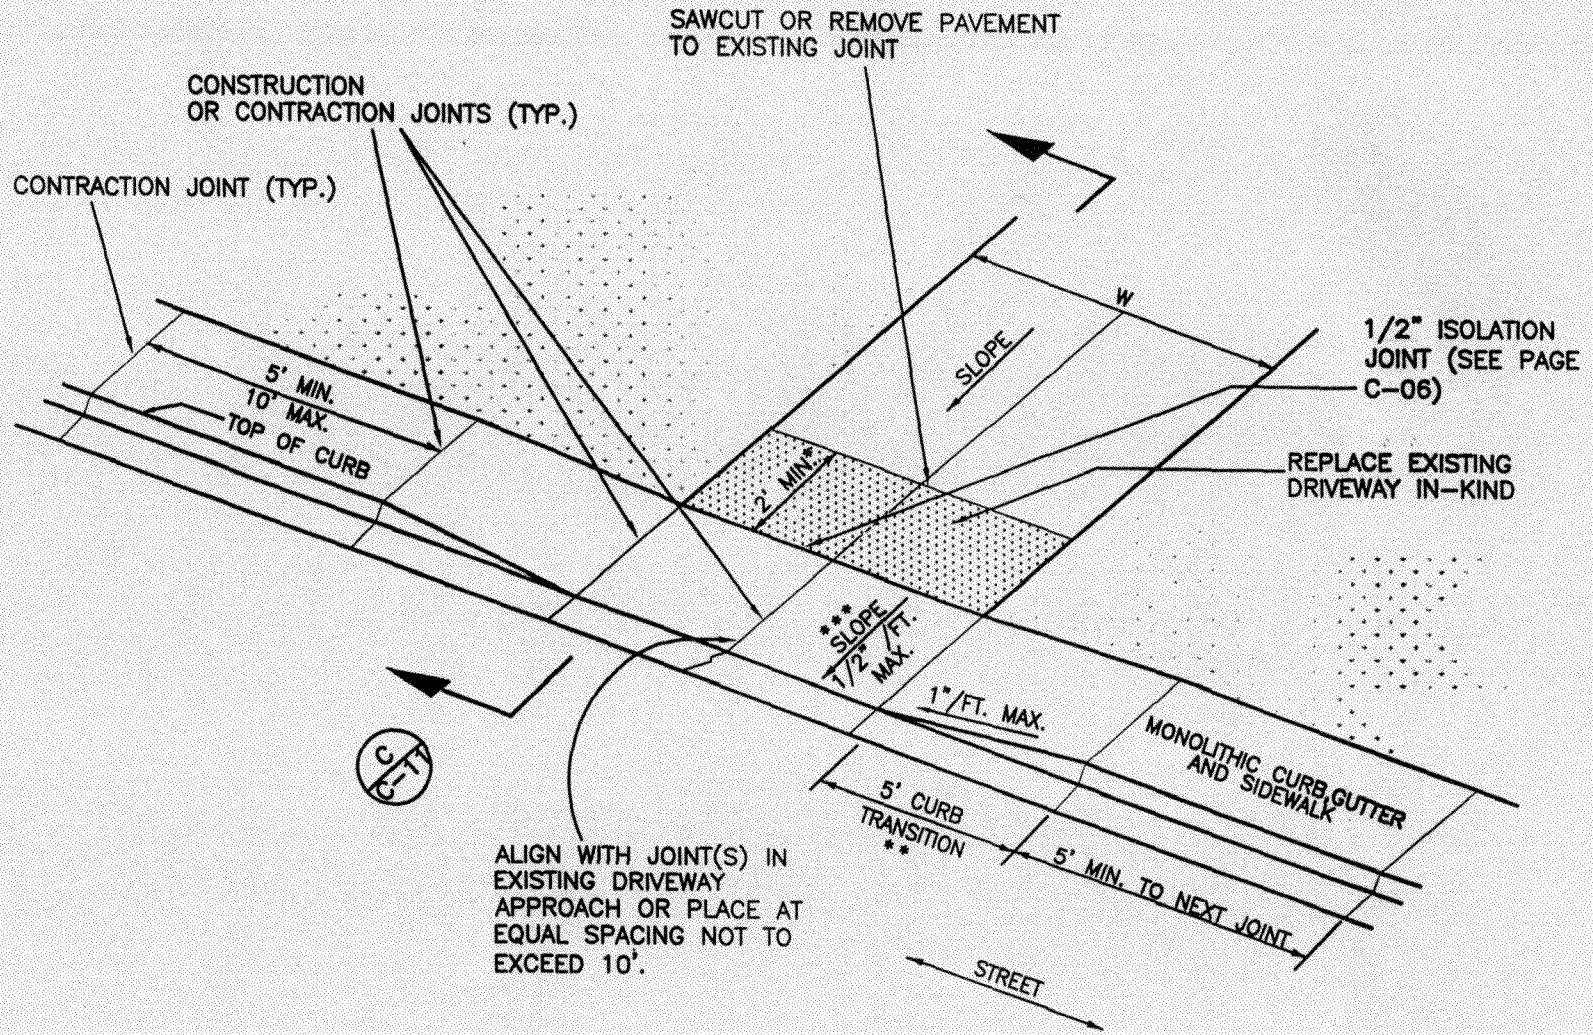 SAWCUT OR REMOVE PAVEMENT
TO EXISTING JOINT
CONSTRUCTION
OR CONTRACTION JOINTS (TYP.)
CONTRACTION JOINT (TYP.)
W
SLOPE
1/2" ISOLATION
JOINT (SEE PAGE
C-06)
5' MIN.
10' MAX.
TOP OF CURB
2' MIN*
REPLACE EXISTING
DRIVEWAY IN-KIND
***
SLOPE
1/2" /FT.
MAX.
1"/FT. MAX.
MONOLITHIC CURB,GUTTER
AND SIDEWALK
C
C-11
5' CURB
TRANSITION
**
5' MIN. TO NEXT JOINT
ALIGN WITH JOINT(S) IN
EXISTING DRIVEWAY
APPROACH OR PLACE AT
EQUAL SPACING NOT TO
EXCEED 10'.
STREET